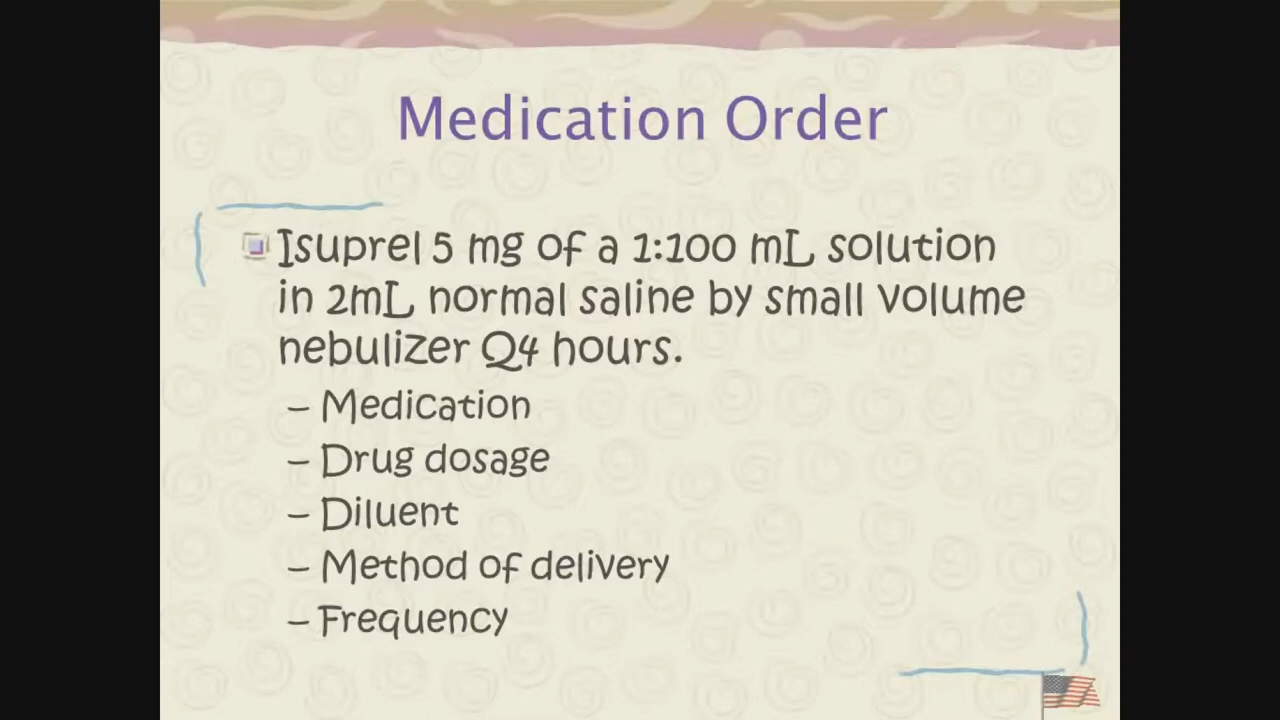 Medication Order
Isuprel 5 mg of a 1:100 mL solution
in 2mL normal saline by small volume
nebulizer Q4 hours.
– Medication
– Drug dosage
– Diluent
– Method of delivery
– Frequency